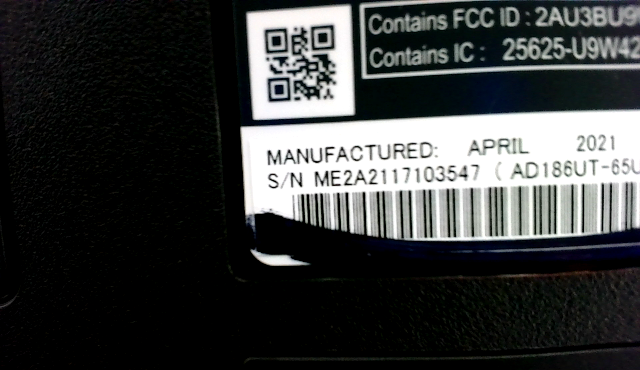 Contains FCC ID : 2AU3BU9
Contains IC : 25625-U9W42
MANUFACTURED: APRIL 2021
S/N ME2A2117103547 ( AD186UT-65U